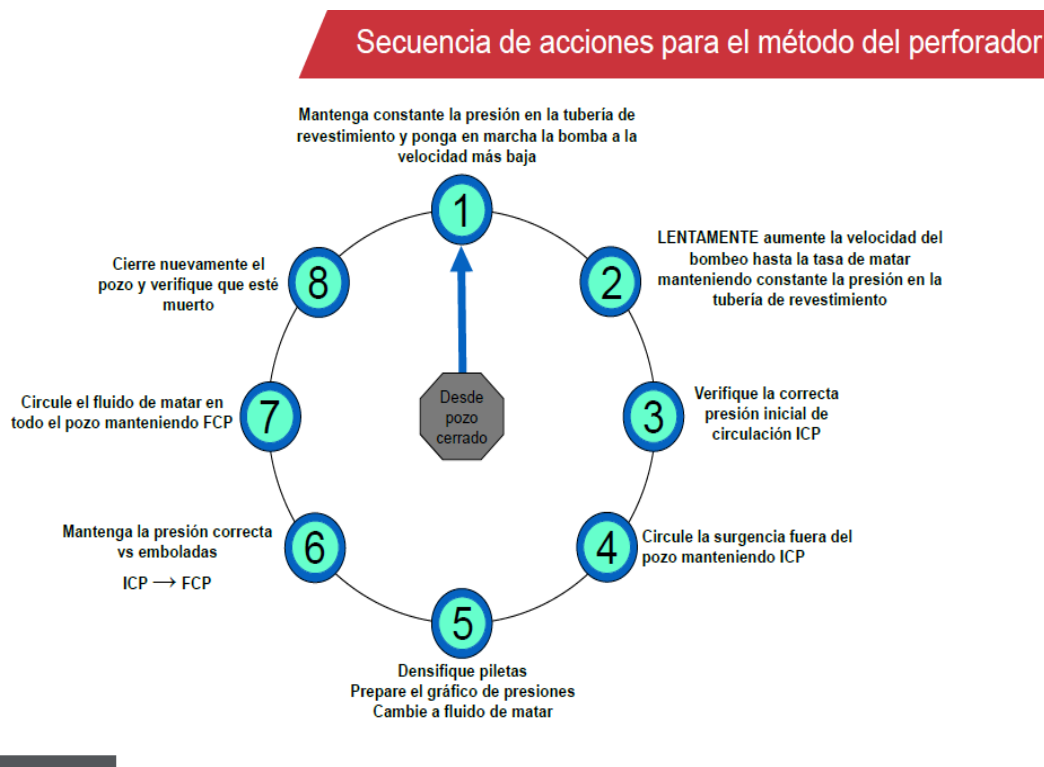 Secuencia de acciones para el método del perforador
Mantenga constante la presión en la tubería de
revestimiento y ponga en marcha la bomba a la
velocidad más baja
1
LENTAMENTE aumente la velocidad del
bombeo hasta la tasa de matar
manteniendo constante la presión en la
tubería de revestimiento
2
Verifique la correcta
presión inicial de
circulación ICP
3
Circule la surgencia fuera del
pozo manteniendo ICP
4
5
Densifique piletas
Prepare el gráfico de presiones
Cambie a fluido de matar
Mantenga la presión correcta
vs emboladas
ICP → FCP
6
Circule el fluido de matar en
todo el pozo manteniendo FCP
7
Cierre nuevamente el
pozo y verifique que esté
muerto
8
Desde
pozo
cerrado